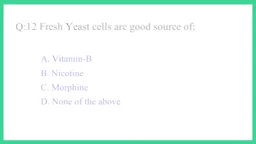 Q:12 Fresh Yeast cells are good source of:
A. Vitamin-B
B. Nicotine
C. Morphine
D. None of the above